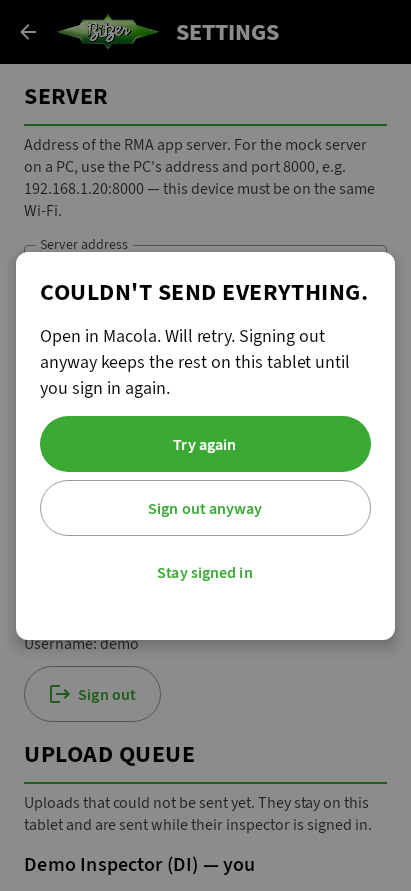 Bitzer
SETTINGS
SERVER
Address of the RMA app server. For the mock server
on a PC, use the PC's address and port 8000, e.g.
192.168.1.20:8000 — this device must be on the same
Wi-Fi.
Server address
COULDN'T SEND EVERYTHING.
Open in Macola. Will retry. Signing out
anyway keeps the rest on this tablet until
you sign in again.
Try again
Sign out anyway
Stay signed in
Username: demo
Sign out
UPLOAD QUEUE
Uploads that could not be sent yet. They stay on this
tablet and are sent while their inspector is signed in.
Demo Inspector (DI) — you